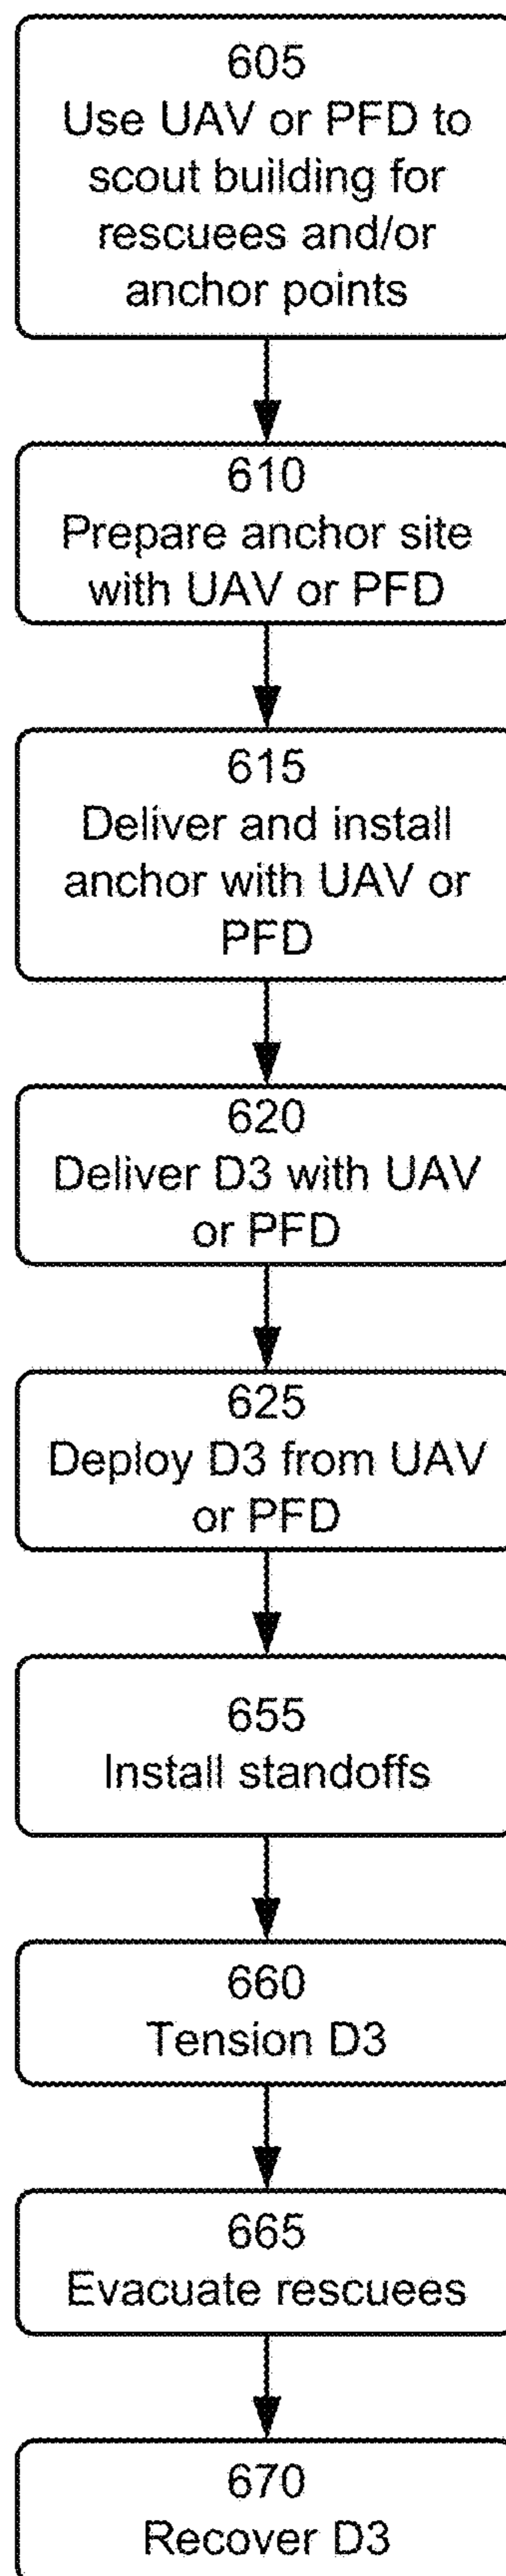 605
Use UAV or PFD to
scout building for
rescuees and/or
anchor points
610
Prepare anchor site
with UAV or PFD
615
Deliver and install
anchor with UAV or
PFD
620
Deliver D3 with UAV
or PFD
625
Deploy D3 from UAV
or PFD
655
Install standoffs
660
Tension D3
665
Evacuate rescuees
670
Recover D3